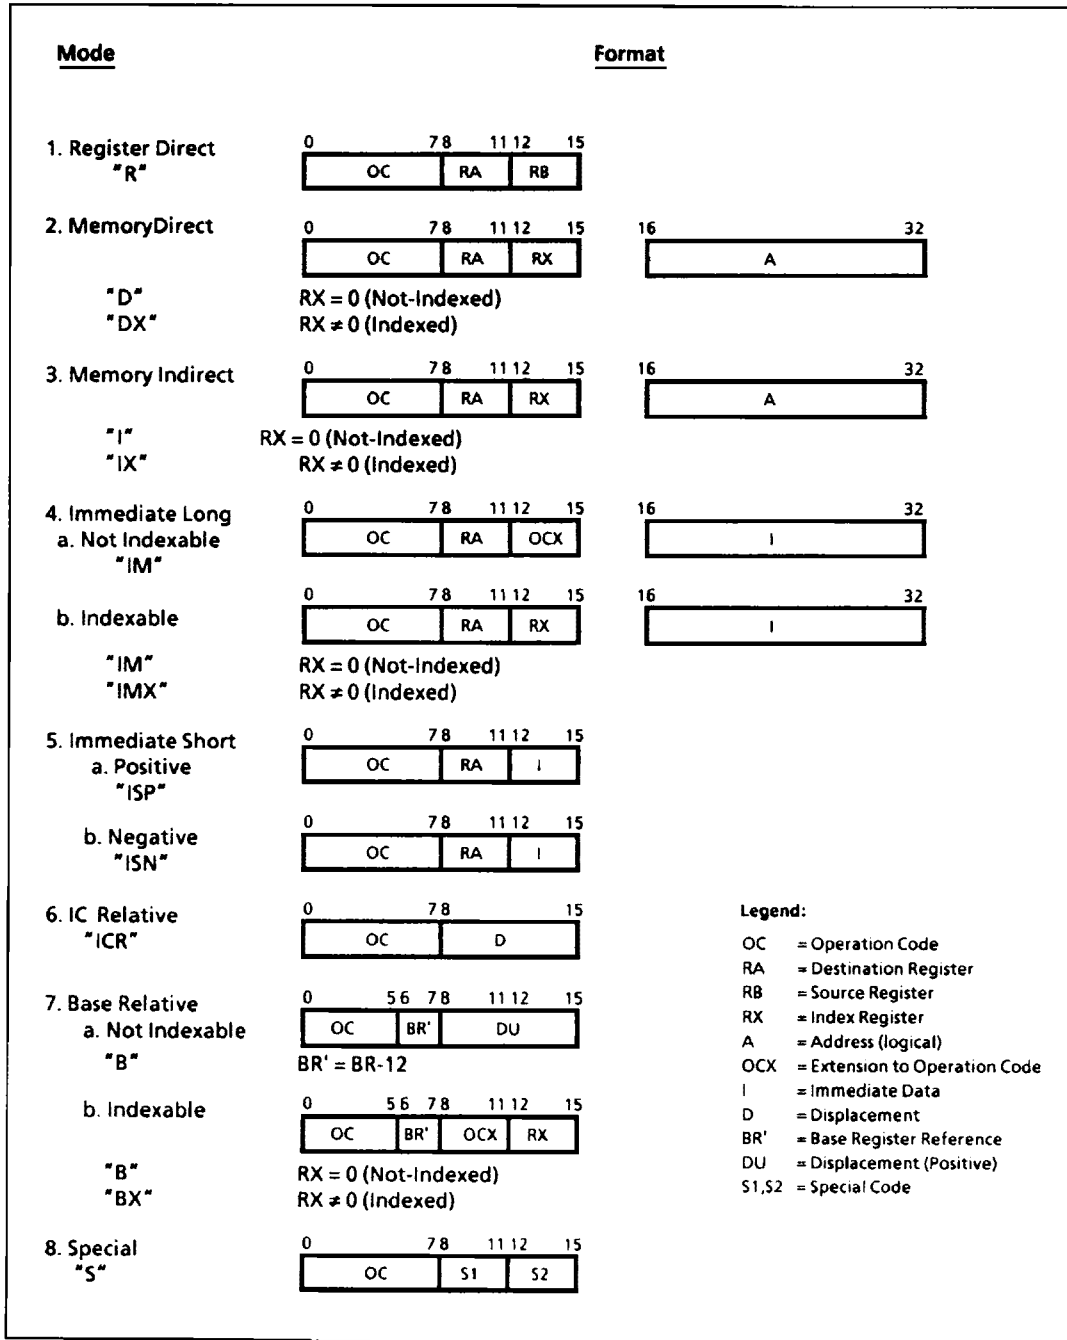 Mode Format
1. Register Direct
"R"
0 7 8 11 12 15
OC RA RB
2. MemoryDirect
0 7 8 11 12 15 16 32
OC RA RX A
"D" RX = 0 (Not-Indexed)
"DX" RX ≠ 0 (Indexed)
3. Memory Indirect
0 7 8 11 12 15 16 32
OC RA RX A
"I" RX = 0 (Not-Indexed)
"IX" RX ≠ 0 (Indexed)
4. Immediate Long
a. Not Indexable
"IM"
0 7 8 11 12 15 16 32
OC RA OCX I
b. Indexable
0 7 8 11 12 15 16 32
OC RA RX I
"IM" RX = 0 (Not-Indexed)
"IMX" RX ≠ 0 (Indexed)
5. Immediate Short
a. Positive
"ISP"
0 7 8 11 12 15
OC RA I
b. Negative
"ISN"
0 7 8 11 12 15
OC RA I
6. IC Relative
"ICR"
0 7 8 15
OC D
7. Base Relative
a. Not Indexable
0 5 6 7 8 11 12 15
OC BR' DU
"B" BR' = BR-12
b. Indexable
0 5 6 7 8 11 12 15
OC BR' OCX RX
"B" RX = 0 (Not-Indexed)
"BX" RX ≠ 0 (Indexed)
8. Special
"S"
0 7 8 11 12 15
OC S1 S2
Legend:
OC = Operation Code
RA = Destination Register
RB = Source Register
RX = Index Register
A = Address (logical)
OCX = Extension to Operation Code
I = Immediate Data
D = Displacement
BR' = Base Register Reference
DU = Displacement (Positive)
S1,S2 = Special Code